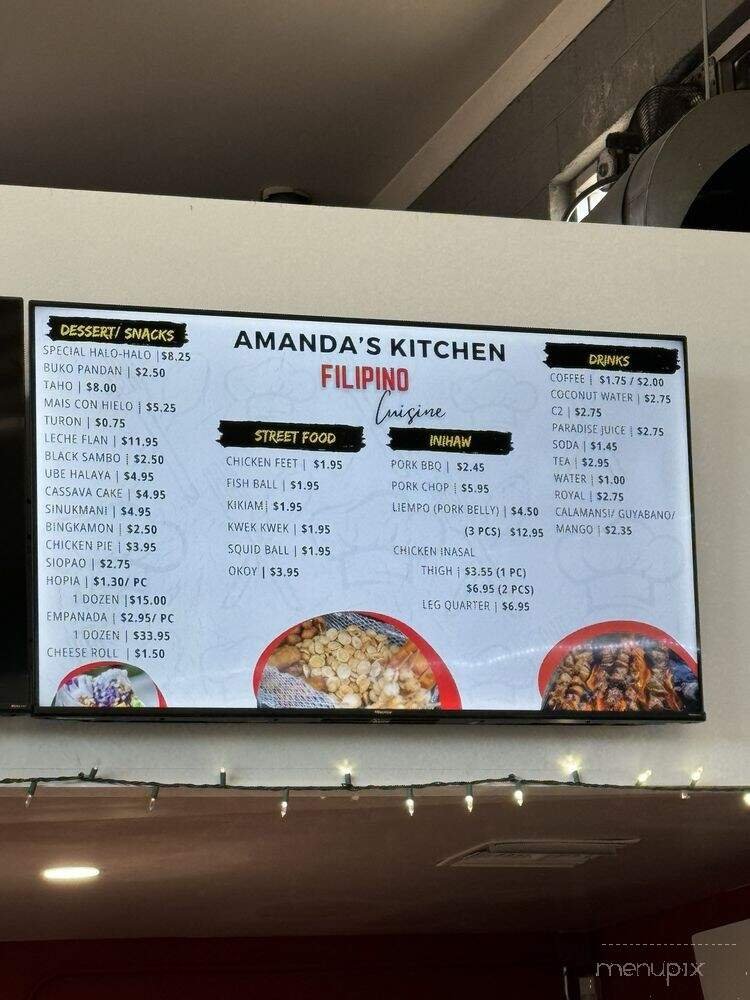 AMANDA'S KITCHEN
FILIPINO
Cuisine
DESSERT/ SNACKS
SPECIAL HALO-HALO | $8.25
BUKO PANDAN | $2.50
TAHO | $8.00
MAIS CON HIELO | $5.25
TURON | $0.75
LECHE FLAN | $11.95
BLACK SAMBO | $2.50
UBE HALAYA | $4.95
CASSAVA CAKE | $4.95
SINUKMANI | $4.95
BINGKAMON | $2.50
CHICKEN PIE | $3.95
SIOPAO | $2.75
HOPIA | $1.30/ PC
1 DOZEN |$15.00
EMPANADA | $2.95/ PC
1 DOZEN | $33.95
CHEESE ROLL | $1.50
STREET FOOD
CHICKEN FEET | $1.95
FISH BALL | $1.95
KIKIAM| $1.95
KWEK KWEK | $1.95
SQUID BALL | $1.95
OKOY | $3.95
INIHAW
PORK BBQ | $2.45
PORK CHOP | $5.95
LIEMPO (PORK BELLY) | $4.50
(3 PCS) $12.95
CHICKEN INASAL
THIGH | $3.55 (1 PC)
$6.95 (2 PCS)
LEG QUARTER | $6.95
DRINKS
COFFEE | $1.75 / $2.00
COCONUT WATER | $2.75
C2 | $2.75
PARADISE JUICE | $2.75
SODA | $1.45
TEA | $2.95
WATER | $1.00
ROYAL | $2.75
CALAMANSI/ GUYABANO/
MANGO | $2.35
menupix